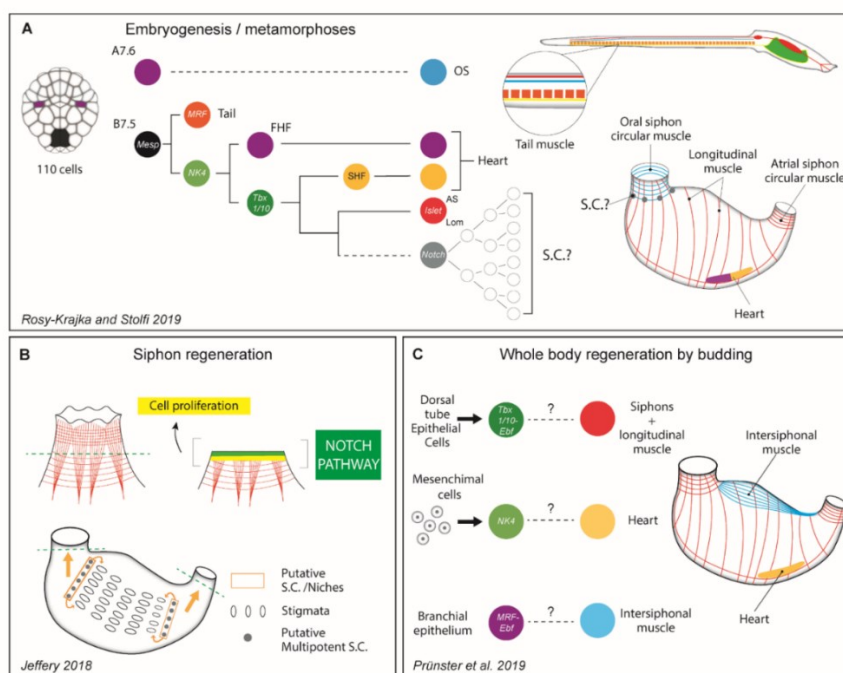 A
Embryogenesis / metamorphoses
A7.6
OS
B7.5
MRF
Tail
Mesp
FHF
NK4
Heart
SHF
Tbx
1/10
AS
Islet
Lom
Notch
S.C.?
110 cells
Tail muscle
Oral siphon
circular muscle
Longitudinal
muscle
Atrial siphon
circular muscle
S.C.?
Heart
Rosy-Krajka and Stolfi 2019
B
Siphon regeneration
Cell proliferation
NOTCH
PATHWAY
Putative
S.C./Niches
Stigmata
Putative
Multipotent S.C.
Jeffery 2018
C
Whole body regeneration by budding
Dorsal
tube
Epithelial
Cells
Tbx
1/10-
Ebf
?
Siphons
+
longitudinal
muscle
Intersiphonal
muscle
Mesenchimal
cells
NK4
?
Heart
Heart
Branchial
epithelium
MRF-
Ebf
?
Intersiphonal
muscle
Prünster et al. 2019